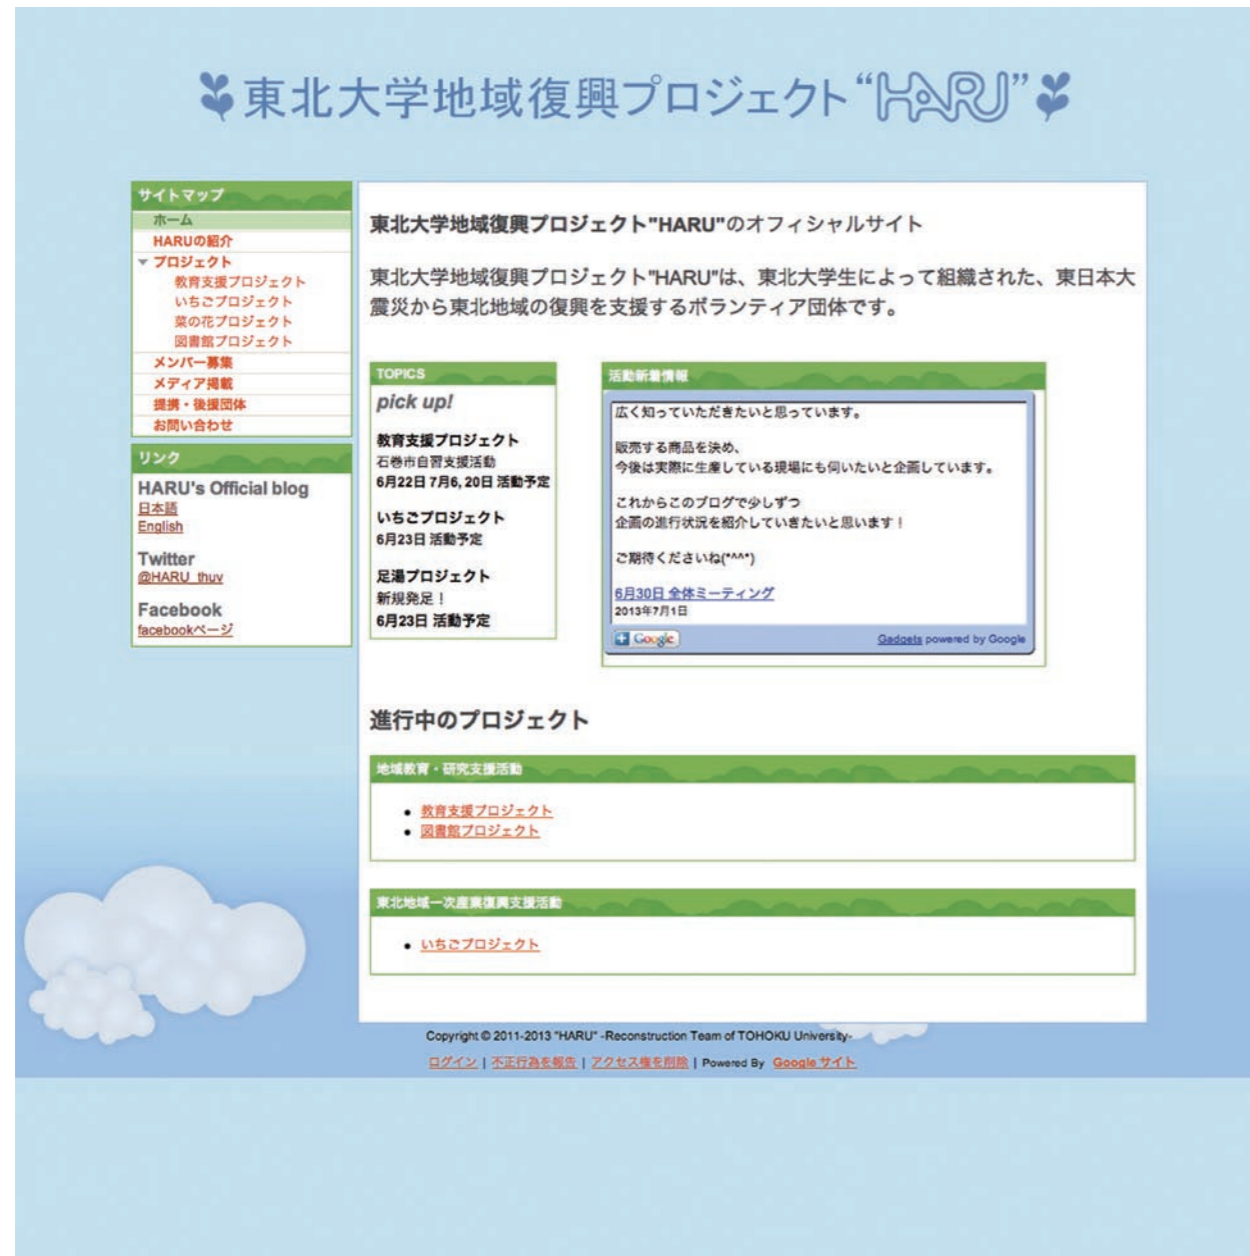 東北大学地域復興プロジェクト“HARU”
サイトマップ
ホーム
HARUの紹介
プロジェクト
教育支援プロジェクト
いちごプロジェクト
菜の花プロジェクト
図書館プロジェクト
メンバー募集
メディア掲載
提携・後援団体
お問い合わせ
リンク
HARU's Official blog
日本語
English
Twitter
@HARU_thuv
Facebook
facebookページ
東北大学地域復興プロジェクト"HARU"のオフィシャルサイト
東北大学地域復興プロジェクト"HARU"は、東北大学生によって組織された、東日本大
震災から東北地域の復興を支援するボランティア団体です。
TOPICS
pick up!
教育支援プロジェクト
石巻市自習支援活動
6月22日 7月6, 20日 活動予定
いちごプロジェクト
6月23日 活動予定
足湯プロジェクト
新規発足！
6月23日 活動予定
活動新着情報
広く知っていただきたいと思っています。
販売する商品を決め、
今後は実際に生産している現場にも伺いたいと企画しています。
これからこのブログで少しずつ
企画の進行状況を紹介していきたいと思います！
ご期待くださいね(*^^*)
6月30日 全体ミーティング
2013年7月1日
Google
Gadgets powered by Google
進行中のプロジェクト
地域教育・研究支援活動
教育支援プロジェクト
図書館プロジェクト
東北地域一次産業復興支援活動
いちごプロジェクト
Copyright © 2011-2013 "HARU" -Reconstruction Team of TOHOKU University-
ログイン | 不正行為を報告 | アクセス権を削除 | Powered By Google サイト